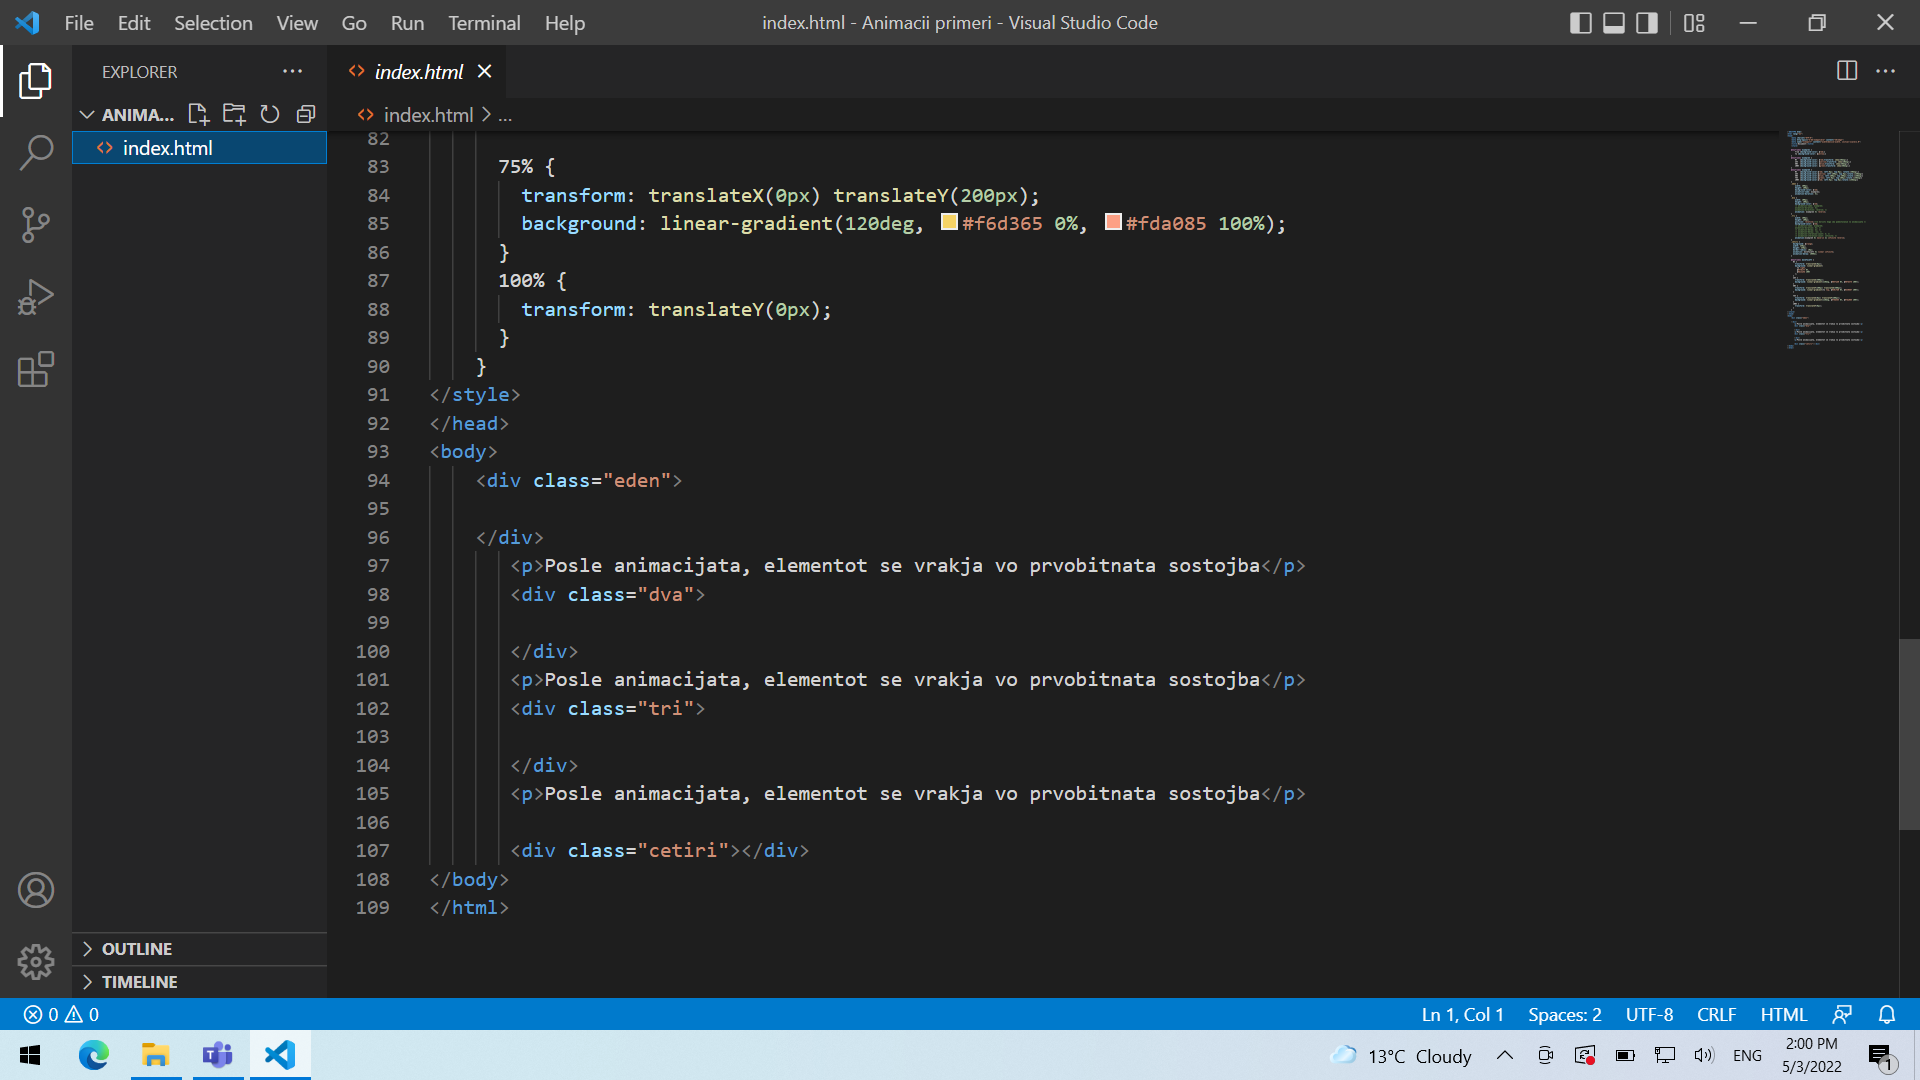 File Edit Selection View Go Run Terminal Help
index.html - Animacii primeri - Visual Studio Code
EXPLORER
ANIMA...
index.html
index.html
index.html > ...
82
83 75% {
84 transform: translateX(0px) translateY(200px);
85 background: linear-gradient(120deg, #f6d365 0%, #fda085 100%);
86 }
87 100% {
88 transform: translateY(0px);
89 }
90 }
91 </style>
92 </head>
93 <body>
94 <div class="eden">
95
96 </div>
97 <p>Posle animacijata, elementot se vrakja vo prvobitnata sostojba</p>
98 <div class="dva">
99
100 </div>
101 <p>Posle animacijata, elementot se vrakja vo prvobitnata sostojba</p>
102 <div class="tri">
103
104 </div>
105 <p>Posle animacijata, elementot se vrakja vo prvobitnata sostojba</p>
106
107 <div class="cetiri"></div>
108 </body>
109 </html>
OUTLINE
TIMELINE
0 0
Ln 1, Col 1 Spaces: 2 UTF-8 CRLF HTML
13°C Cloudy
ENG
2:00 PM
5/3/2022
1